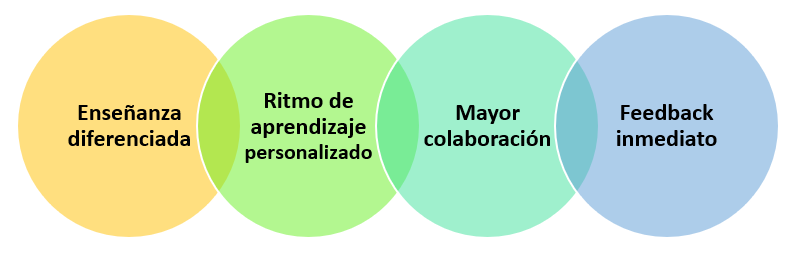 Enseñanza
diferenciada
Ritmo de
aprendizaje
personalizado
Mayor
colaboración
Feedback
inmediato